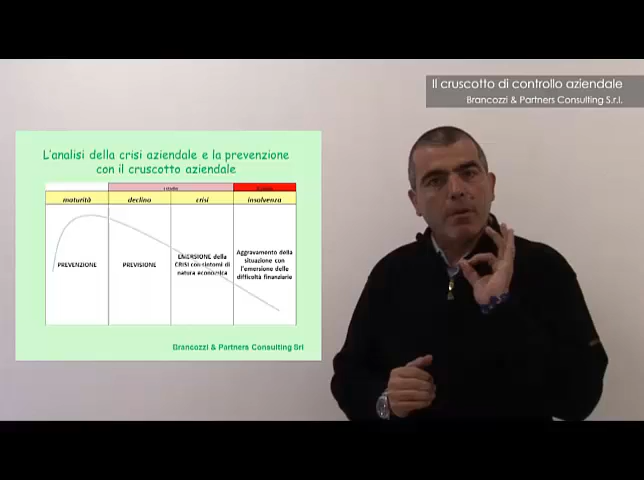 Il cruscotto di controllo aziendale
Brancozzi & Partners Consulting S.r.l.
L'analisi della crisi aziendale e la prevenzione
con il cruscotto aziendale
maturità declino crisi insolvenza
PREVENZIONE
PREVISIONE
EMERSIONE della
CRISI con sintomi di
natura economica
Aggravamento della
situazione con
l'emersione delle
difficoltà finanziarie
Brancozzi & Partners Consulting Srl